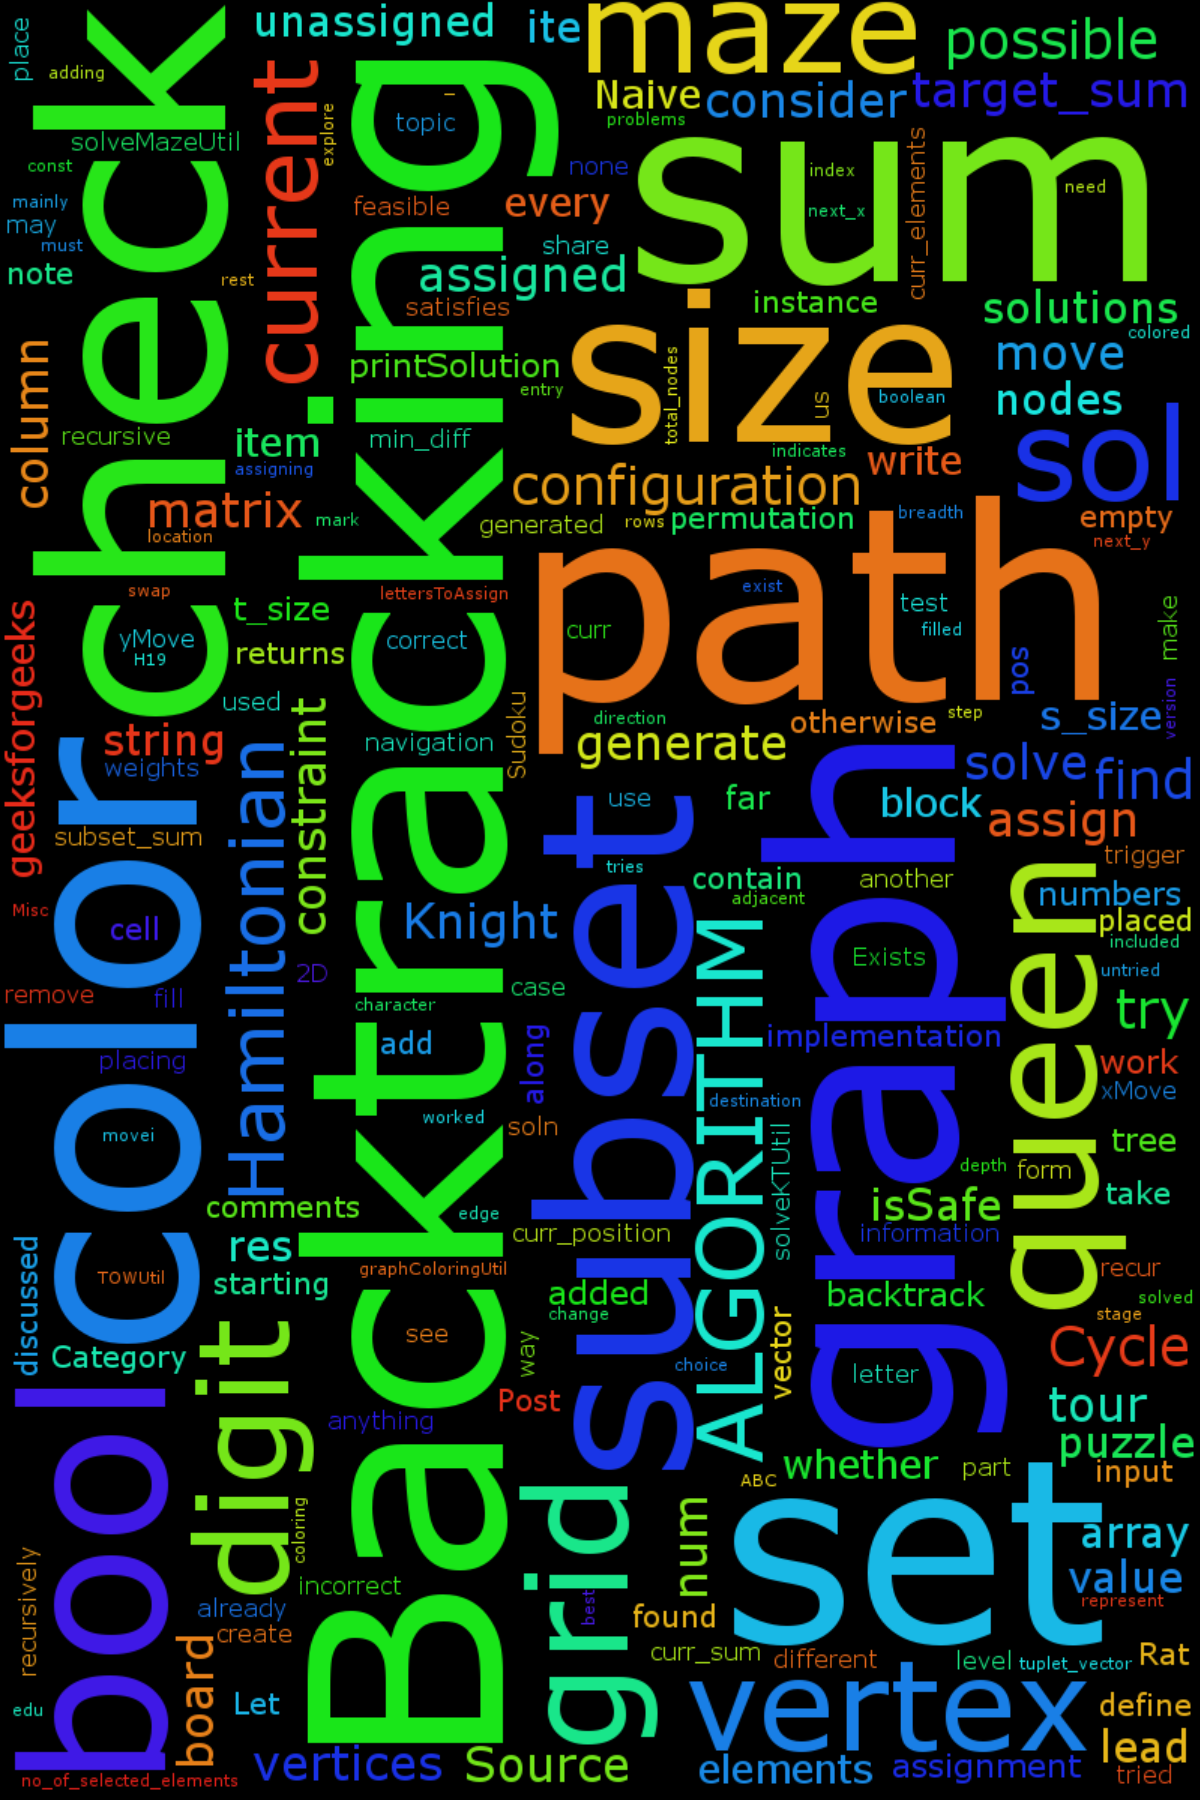 place
adding
unassigned
ite
maze
possible
Naive
consider
target_sum
problems
check
solveMazeUtil
current
explore
Backtracking
topic
_
none
sum
index
next_x
curr_elements
need
const
mainly
may
must
note
rest
feasible
every
share
assigned
satisfies
instance
solutions
colored
size
total_nodes
us
boolean
move
nodes
printSolution
entry
column
recursive
item
assigning
min_diff
indicates
write
sol
matrix
location
mark
configuration
generated
rows
permutation
breadth
empty
next_y
swap
lettersToAssign
path
exist
test
filled
curr
make
geeksforgeeks
yMove
H19
t_size
returns
correct
used
constraint
navigation
Sudoku
direction
otherwise
step
pos
s_size
version
string
weights
generate
solve
find
color
subset_sum
Hamiltonian
subset
use
far
block
assign
trigger
tries
graph
contain
adjacent
another
numbers
placed
included
queen
Misc
cell
Knight
ALGORITHM
Exists
untried
remove
fill
2D
character
case
try
placing
add
along
implementation
work
xMove
movei
worked
soln
destination
solveKTUtil
tree
depth
form
isSafe
take
comments
edge
curr_position
information
discussed
res
starting
TOWUtil
graphColoringUtil
added
change
backtrack
recur
solved
stage
Category
digit
see
way
choice
vector
letter
Cycle
bool
anything
Post
tour
puzzle
ABC
whether
part
input
coloring
grid
num
set
array
value
represent
recursively
incorrect
best
already
create
found
curr_sum
different
level
tuplet_vector
Rat
edu
board
Let
vertex
define
lead
vertices
Source
elements
assignment
tried
no_of_selected_elements